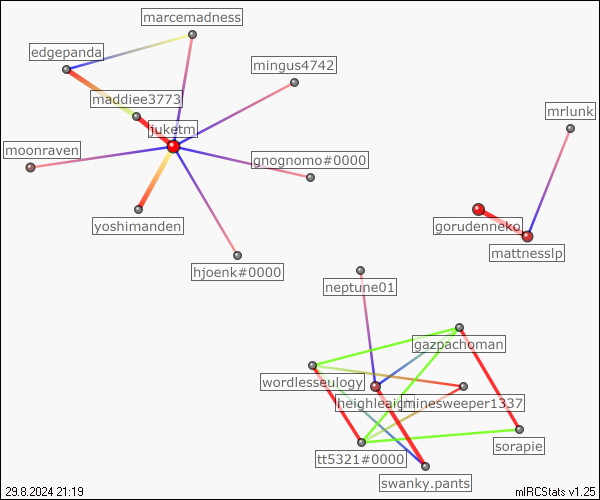 marcemadness
edgepanda
mingus4742
maddiee3773
mrlunk
juketm
moonraven
gnognomo#0000
yoshimanden
gorudenneko
mattnesslp
hjoenk#0000
neptune01
gazpachoman
wordlesseulogy
minesweeper1337
sorapie
tt5321#0000
swanky.pants
29.8.2024 21:19
mIRCStats v1.25